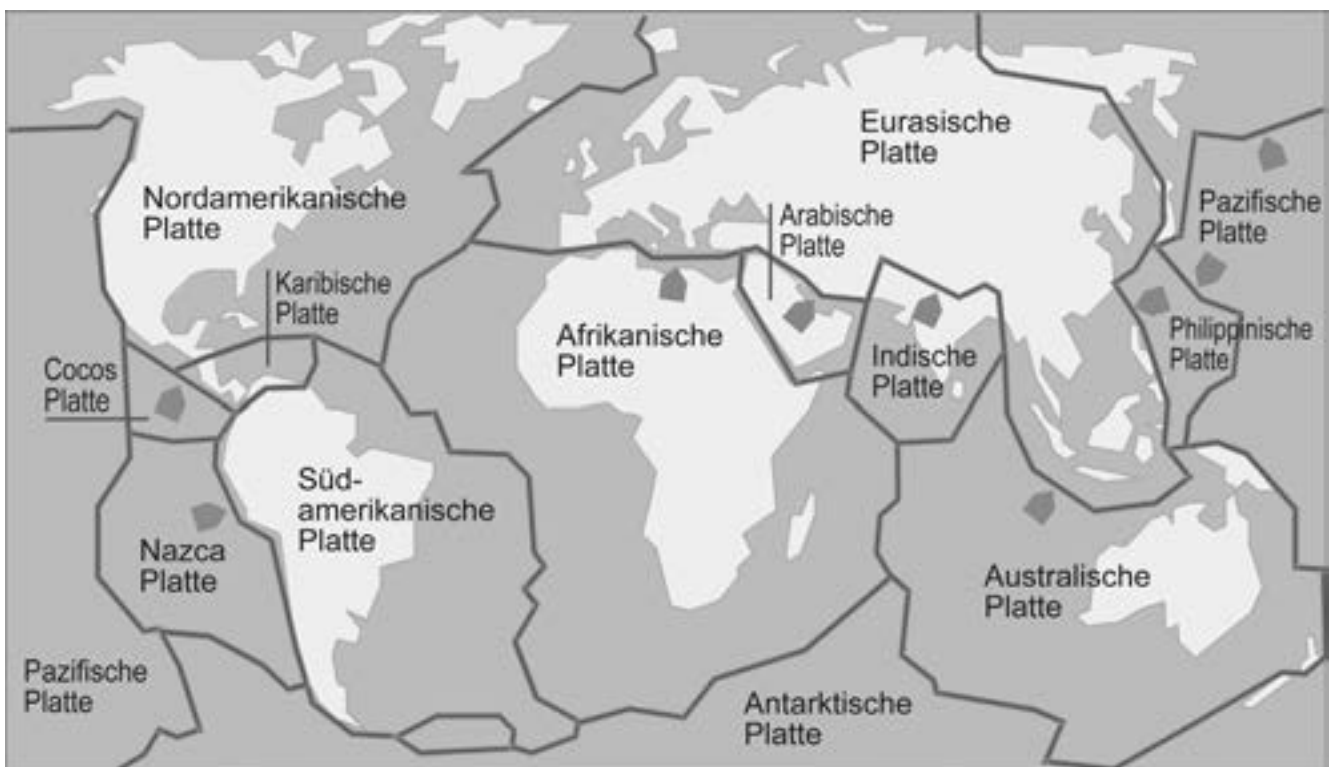 Eurasische
Platte
Nordamerikanische
Platte
Arabische
Platte
Pazifische
Platte
Karibische
Platte
Afrikanische
Platte
Indische
Platte
Philippinische
Platte
Cocos
Platte
Süd-
amerikanische
Platte
Nazca
Platte
Australische
Platte
Pazifische
Platte
Antarktische
Platte